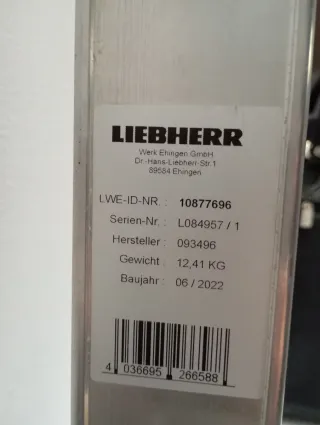 LIEBHERR
Werk Ehingen GmbH
Dr.-Hans-Liebherr-Str.1
89584 Ehingen
LWE-ID-NR. : 10877696
Serien-Nr. : L084957 / 1
Hersteller : 093496
Gewicht : 12,41 KG
Baujahr : 06 / 2022
4 036695 266588